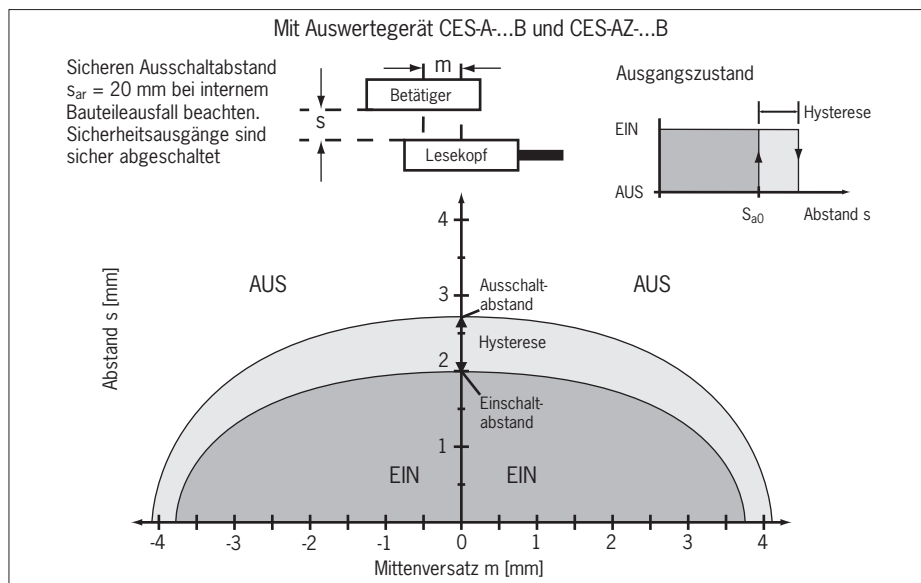 Mit Auswertegerät CES-A-...B und CES-AZ-...B
Sicheren Ausschaltabstand
sar = 20 mm bei internem
Bauteileausfall beachten.
Sicherheitsausgänge sind
sicher abgeschaltet
m
Betätiger
s
Lesekopf
Ausgangszustand
Hysterese
EIN
AUS
Sa0
Abstand s
Abstand s [mm]
4
3
2
1
AUS
AUS
Ausschalt-
abstand
Hysterese
Einschalt-
abstand
EIN
EIN
-4
-3
-2
-1
0
1
2
3
4
Mittenversatz m [mm]